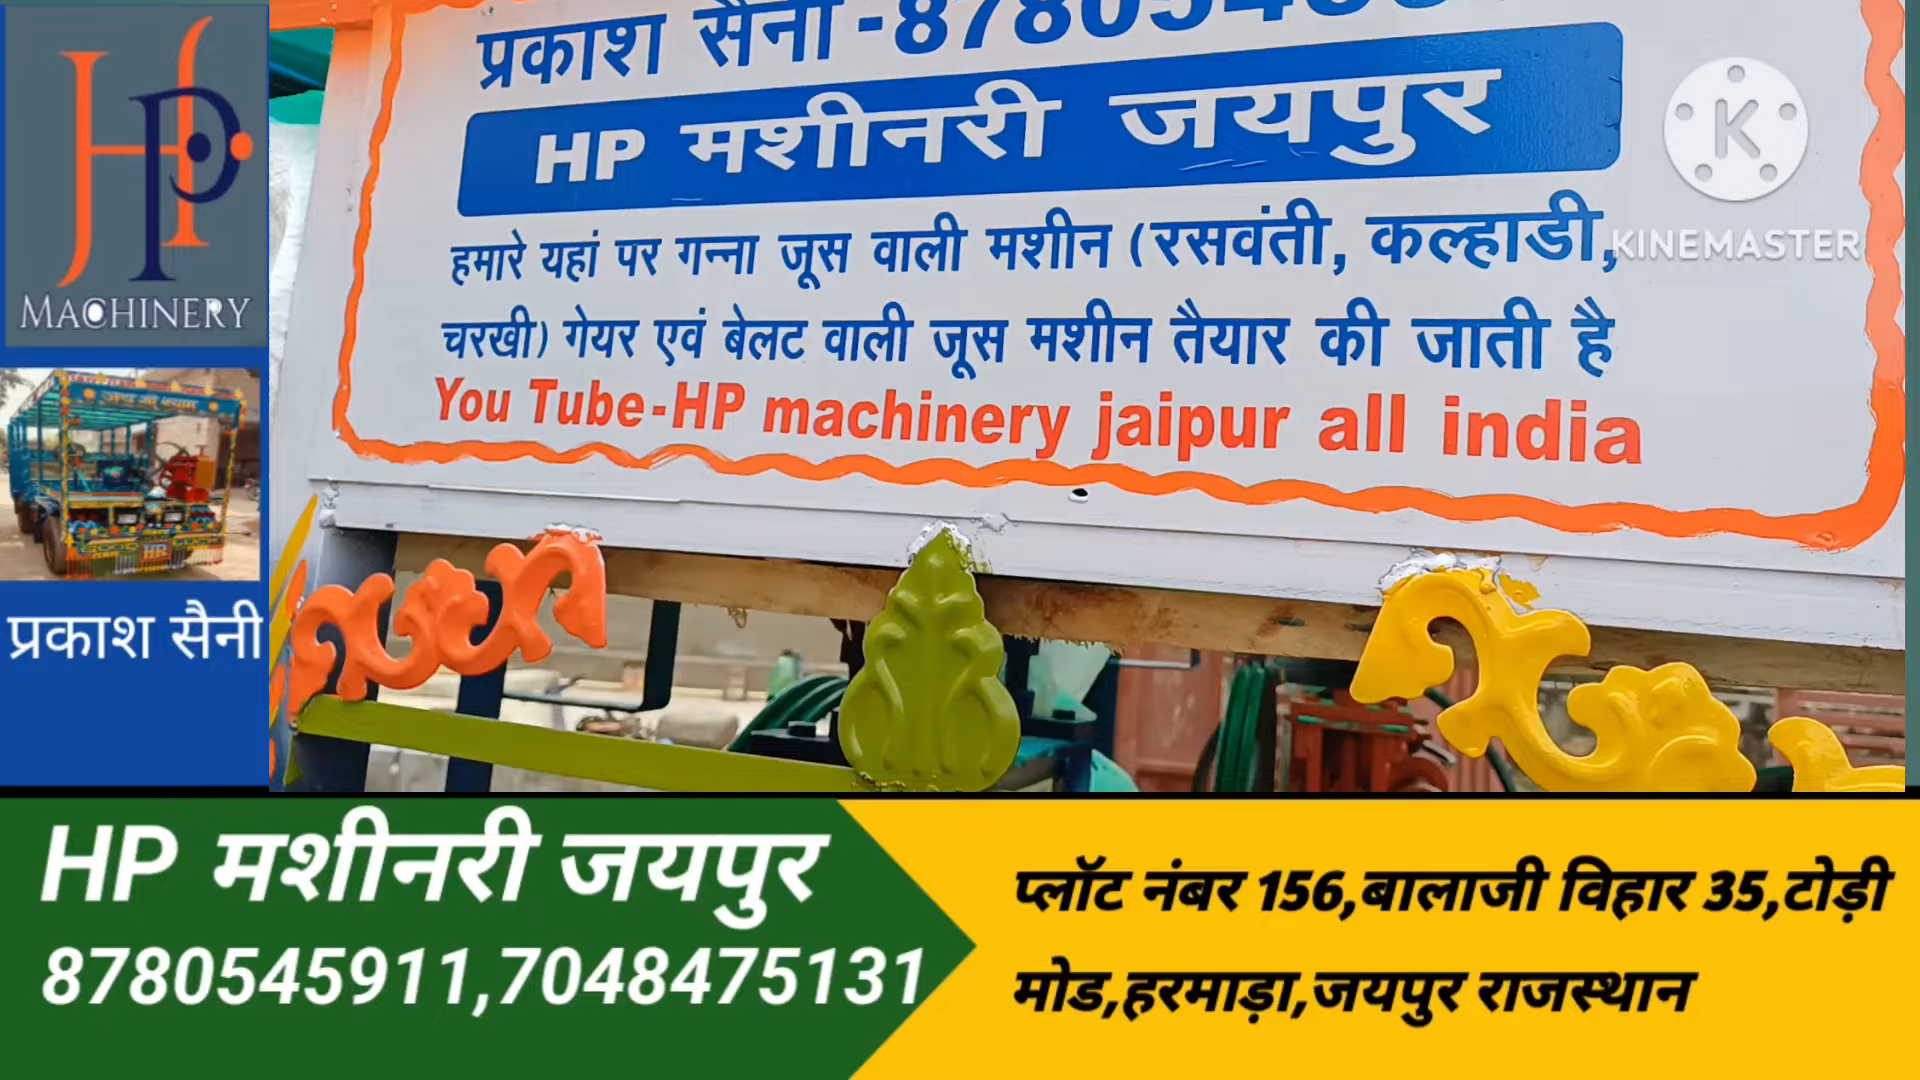 HP
MACHINERY
प्रकाश सैनी
प्रकाश सैनी
HP मशीनरी जयपुर
हमारे यहां पर गन्ना जूस वाली मशीन (रसवंती, कल्हाडी,
चरखी) गेयर एवं बेलट वाली जूस मशीन तैयार की जाती है
You Tube-HP machinery jaipur all india
K
KINEMASTER
HP मशीनरी जयपुर
8780545911,7048475131
प्लॉट नंबर 156,बालाजी विहार 35,टोड़ी
मोड,हरमाड़ा,जयपुर राजस्थान